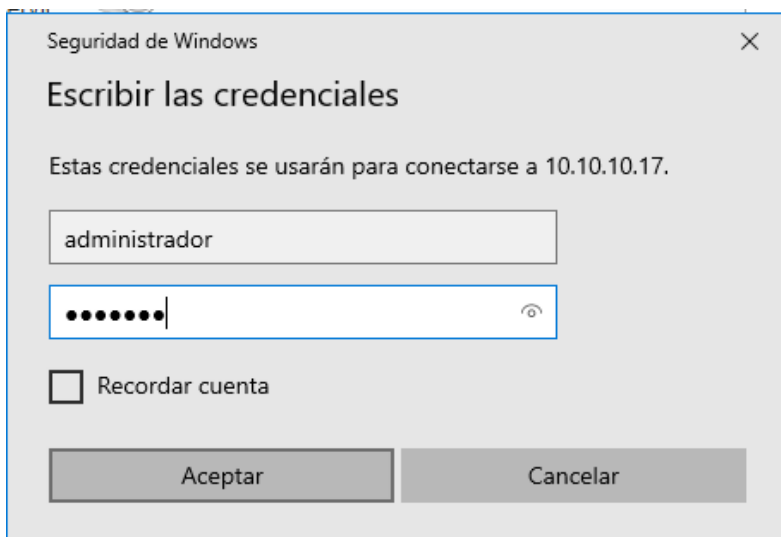 Seguridad de Windows
Escribir las credenciales
Estas credenciales se usarán para conectarse a 10.10.10.17.
administrador
•••••••
Recordar cuenta
Aceptar
Cancelar